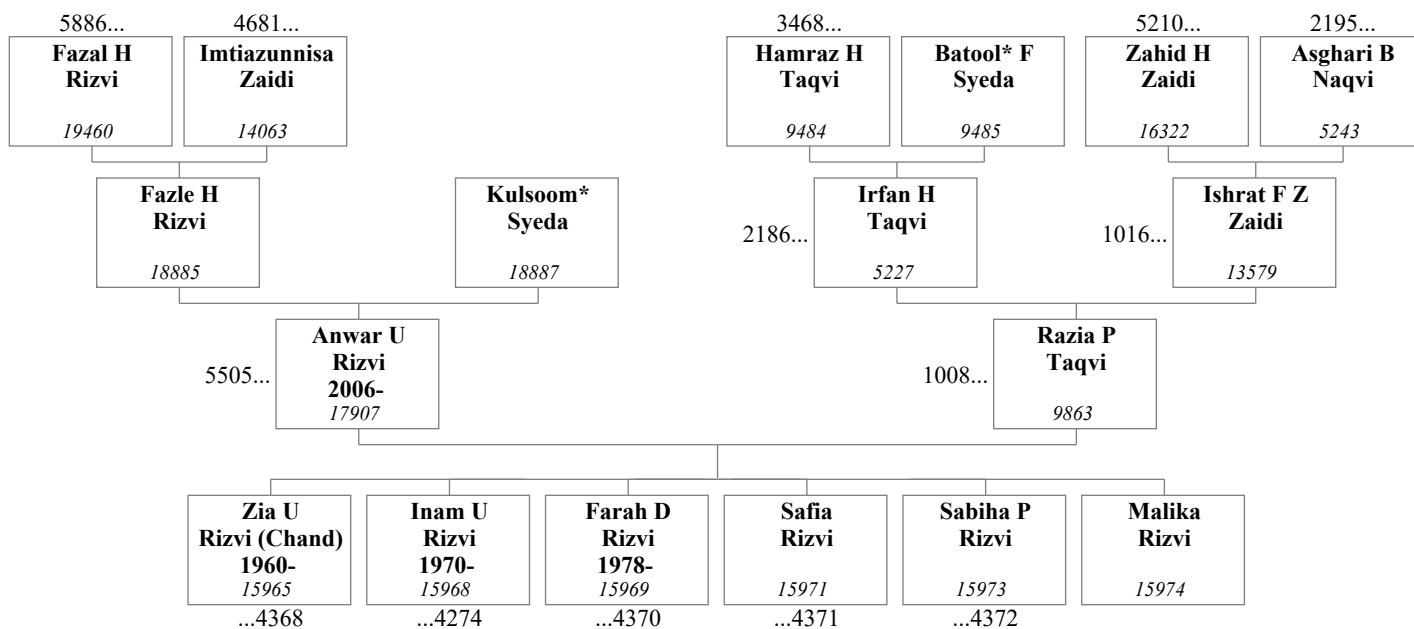 5886...
4681...
3468...
5210...
2195...
Fazal H
Rizvi
19460
Imtiazunnisa
Zaidi
14063
Hamraz H
Taqvi
9484
Batool* F
Syeda
9485
Zahid H
Zaidi
16322
Asghari B
Naqvi
5243
Fazle H
Rizvi
18885
Kulsoom*
Syeda
18887
2186...
Irfan H
Taqvi
5227
1016...
Ishrat F Z
Zaidi
13579
5505...
Anwar U
Rizvi
2006-
17907
1008...
Razia P
Taqvi
9863
Zia U
Rizvi (Chand)
1960-
15965
Inam U
Rizvi
1970-
15968
Farah D
Rizvi
1978-
15969
Safia
Rizvi
15971
Sabiha P
Rizvi
15973
Malika
Rizvi
15974
...4368
...4274
...4370
...4371
...4372